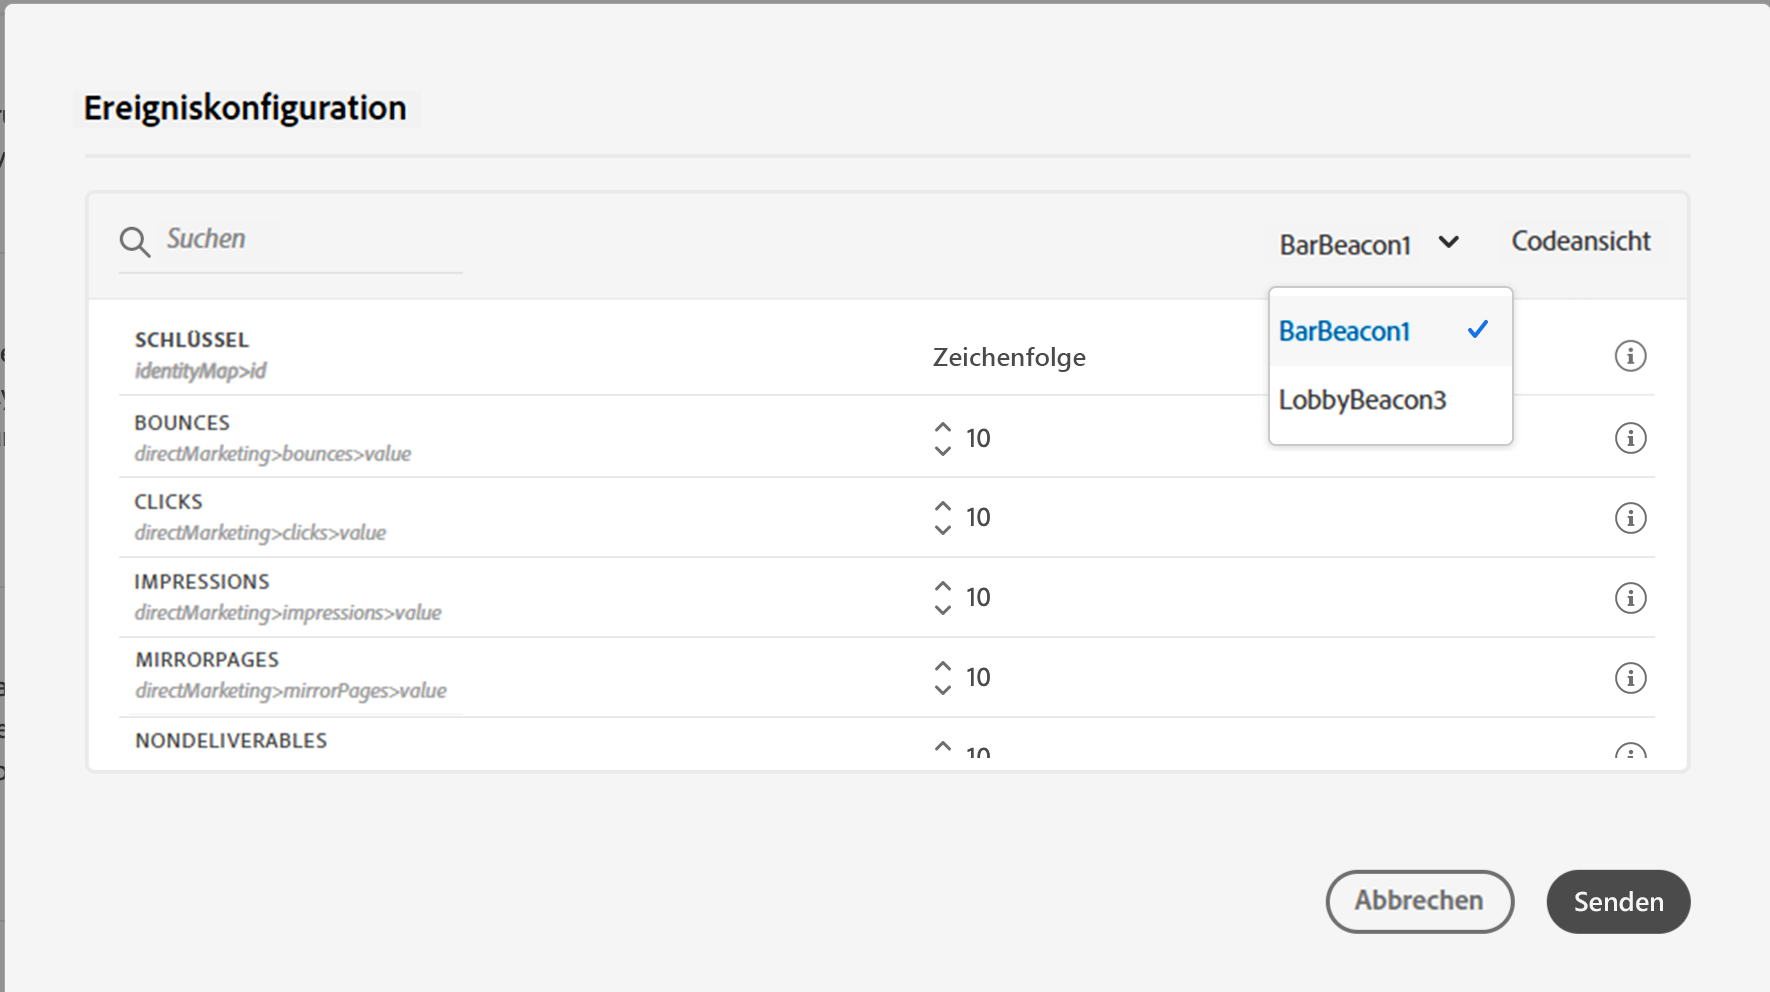 Ereigniskonfiguration
Suchen
BarBeacon1
Codeansicht
BarBeacon1
LobbyBeacon3
SCHLÜSSEL
identityMap>id
Zeichenfolge
BOUNCES
directMarketing>bounces>value
10
CLICKS
directMarketing>clicks>value
10
IMPRESSIONS
directMarketing>impressions>value
10
MIRRORPAGES
directMarketing>mirrorPages>value
10
NONDELIVERABLES
10
Abbrechen
Senden